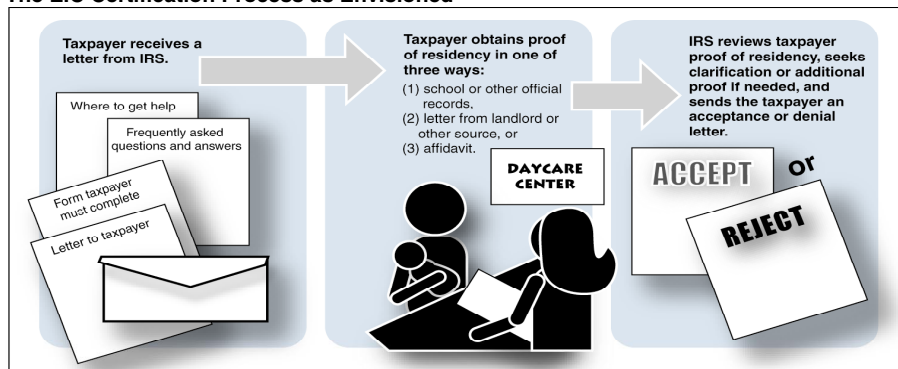 The EIC Certification Process as Envisioned
Taxpayer receives a
letter from IRS.
Where to get help
Frequently asked
questions and answers
Form taxpayer
must complete
Letter to taxpayer
Taxpayer obtains proof
of residency in one of
three ways:
(1) school or other official
records,
(2) letter from landlord or
other source, or
(3) affidavit.
DAYCARE
CENTER
IRS reviews taxpayer
proof of residency, seeks
clarification or additional
proof if needed, and
sends the taxpayer an
acceptance or denial
letter.
ACCEPT
or
REJECT